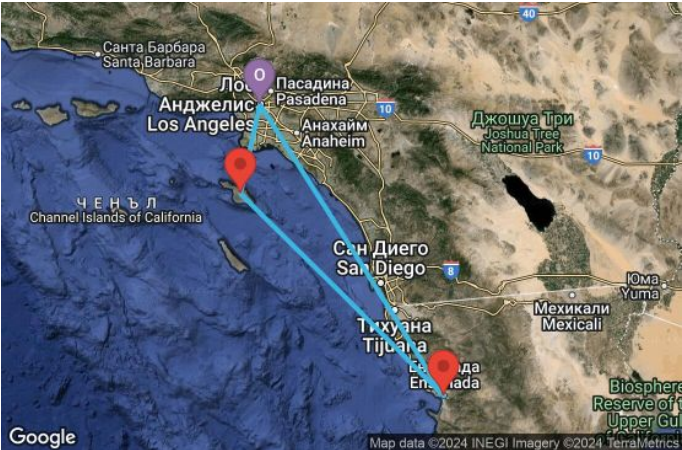 40
Санта Барбара
Santa Barbara
O
Лос
Пасадина
Анджелис
Pasadena
Los Angeles
10
Анахайм
Anaheim
Джошуа Три
Joshua Tree
National Park
10
ЧЕНЪЛ
Channel Islands of California
Сан Диего
San Diego
8
Юма
Yuma
Мехикали
Mexicali
Тихуана
Tijuana
Biosphere
Reserve of
Upper Gul
Google
Map data ©2024 INEGI Imagery ©2024 TerraMetrics